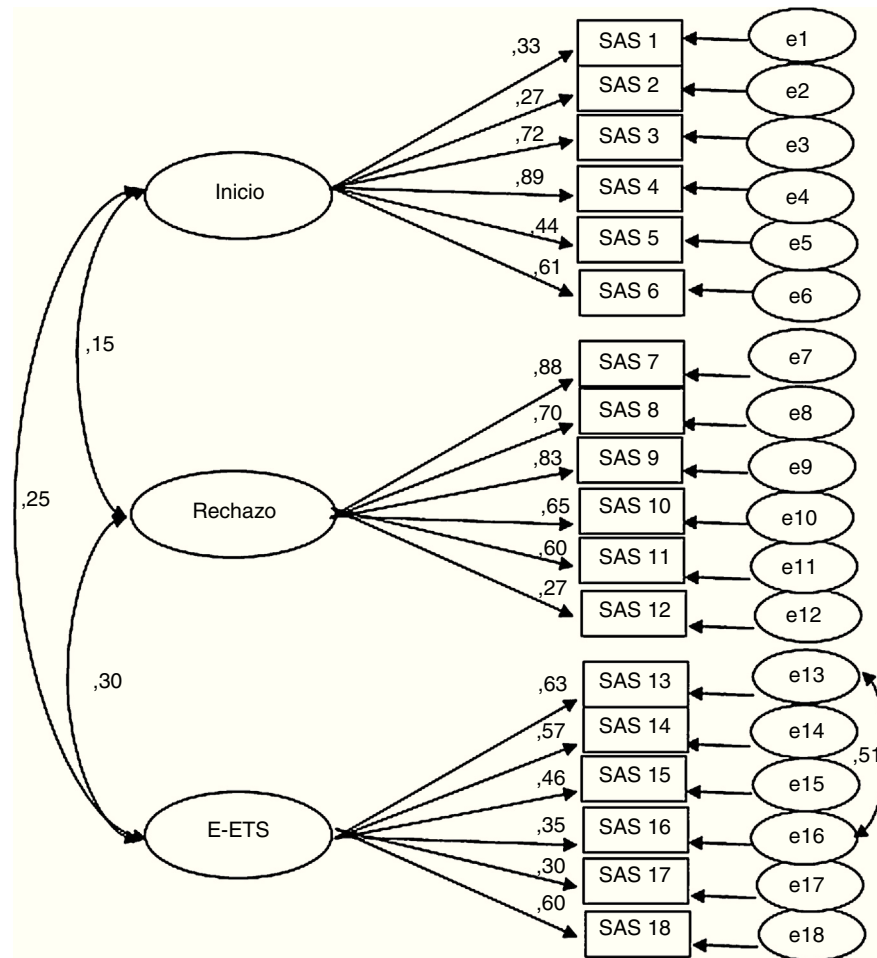 ,33
SAS 1
e1
,27
SAS 2
e2
,72
SAS 3
e3
Inicio
,89
SAS 4
e4
,44
SAS 5
e5
,61
SAS 6
e6
,15
,88
SAS 7
e7
,70
SAS 8
e8
,83
SAS 9
e9
,25
Rechazo
,65
SAS 10
e10
,60
SAS 11
e11
,27
SAS 12
e12
,30
,63
SAS 13
e13
,57
SAS 14
e14
,51
,46
SAS 15
e15
E-ETS
,35
SAS 16
e16
,30
SAS 17
e17
,60
SAS 18
e18